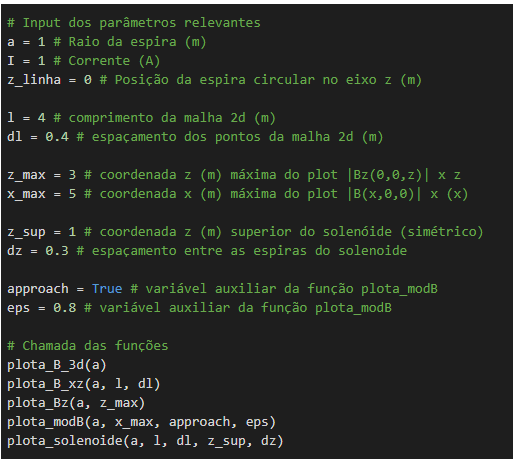 # Input dos parâmetros relevantes
a = 1 # Raio da espira (m)
I = 1 # Corrente (A)
z_linha = 0 # Posição da espira circular no eixo z (m)
l = 4 # comprimento da malha 2d (m)
dl = 0.4 # espaçamento dos pontos da malha 2d (m)
z_max = 3 # coordenada z (m) máxima do plot |Bz(0,0,z)| x z
x_max = 5 # coordenada x (m) máxima do plot |B(x,0,0)| x (x)
z_sup = 1 # coordenada z (m) superior do solenóide (simétrico)
dz = 0.3 # espaçamento entre as espiras do solenoide
approach = True # variável auxiliar da função plota_modB
eps = 0.8 # variável auxiliar da função plota_modB
# Chamada das funções
plota_B_3d(a)
plota_B_xz(a, l, dl)
plota_Bz(a, z_max)
plota_modB(a, x_max, approach, eps)
plota_solenoide(a, l, dl, z_sup, dz)